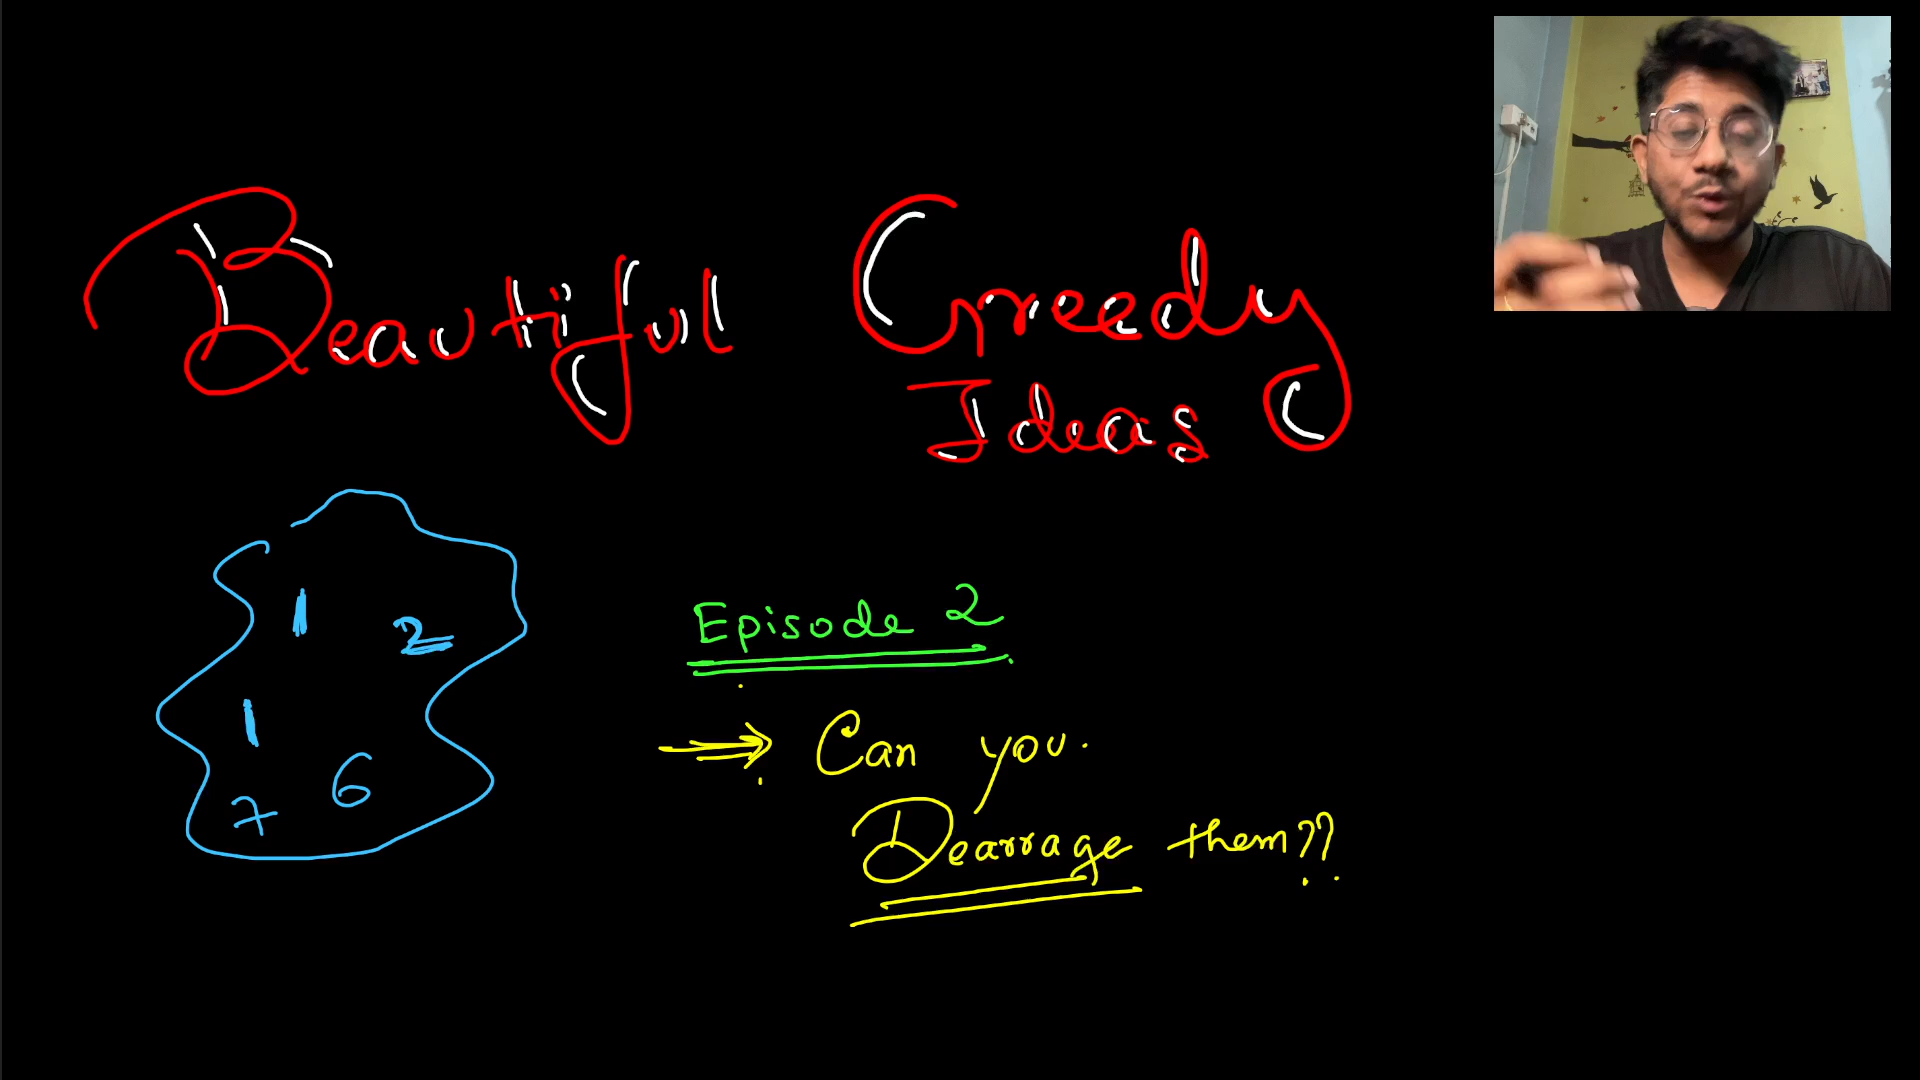 Beautiful Greedy
Ideas
1 2
1
7 6
Episode 2
⇒ Can you.
Dearrage them??